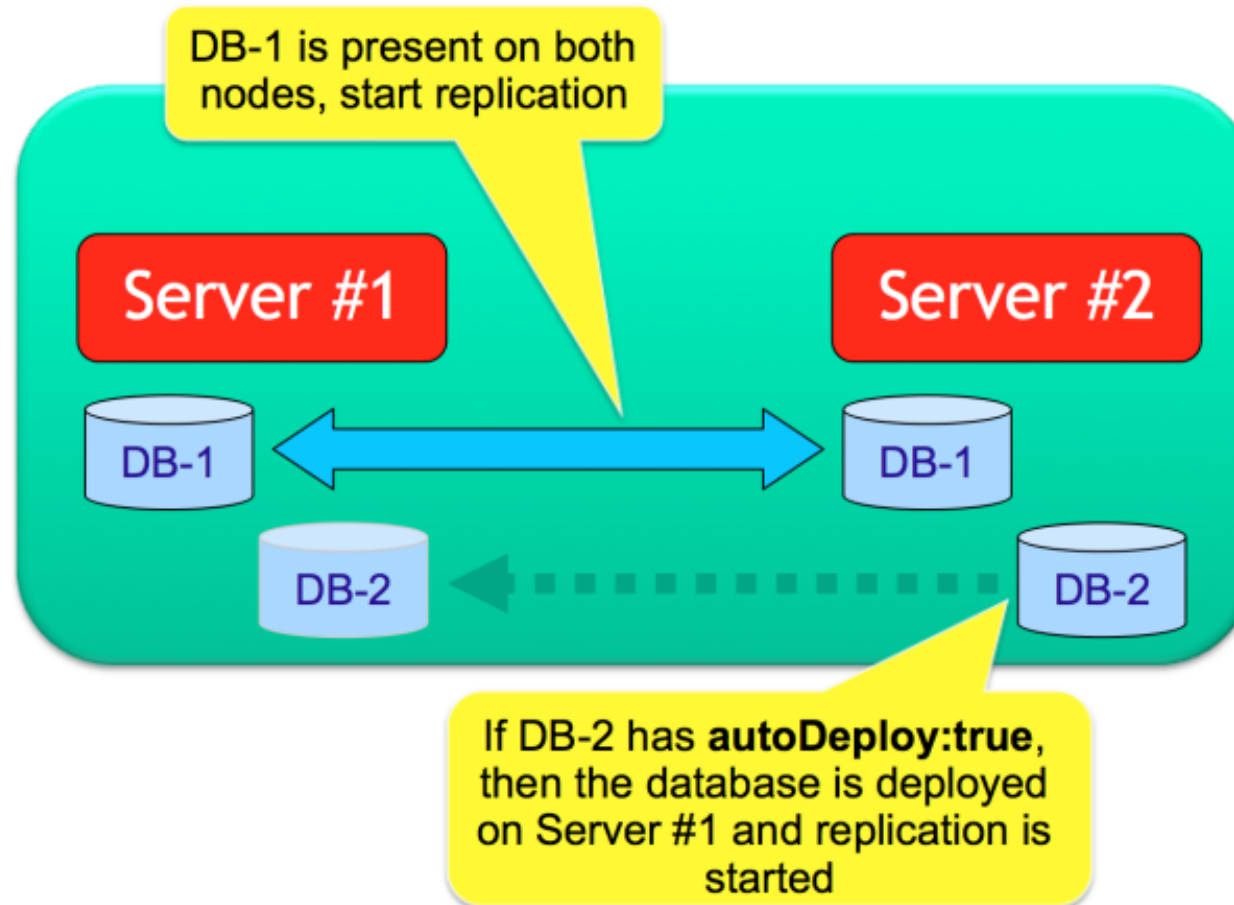 DB-1 is present on both
nodes, start replication
Server #1
Server #2
DB-1
DB-1
DB-2
DB-2
If DB-2 has autoDeploy:true,
then the database is deployed
on Server #1 and replication is
started